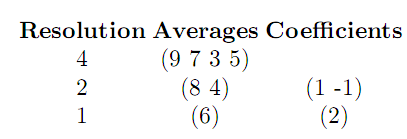 Resolution Averages Coefficients
4 (9 7 3 5)
2 (8 4) (1 -1)
1 (6) (2)